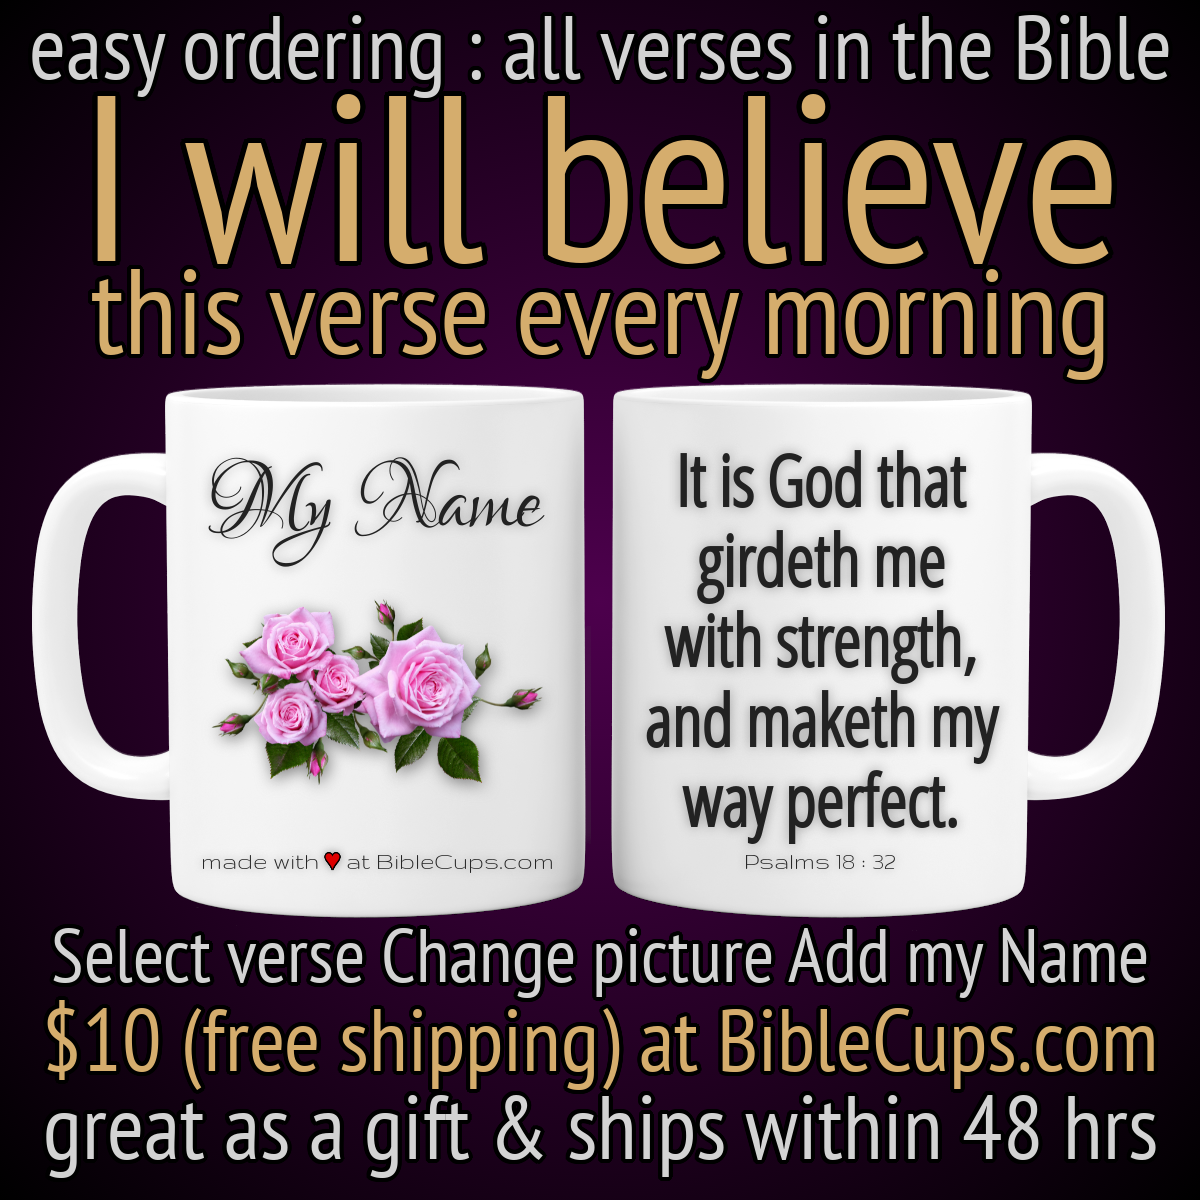 easy ordering : all verses in the Bible
I will believe
this verse every morning
My Name
made with ♥ at BibleCups.com
It is God that
girdeth me
with strength,
and maketh my
way perfect.
Psalms 18 : 32
Select verse Change picture Add my Name
$10 (free shipping) at BibleCups.com
great as a gift & ships within 48 hrs